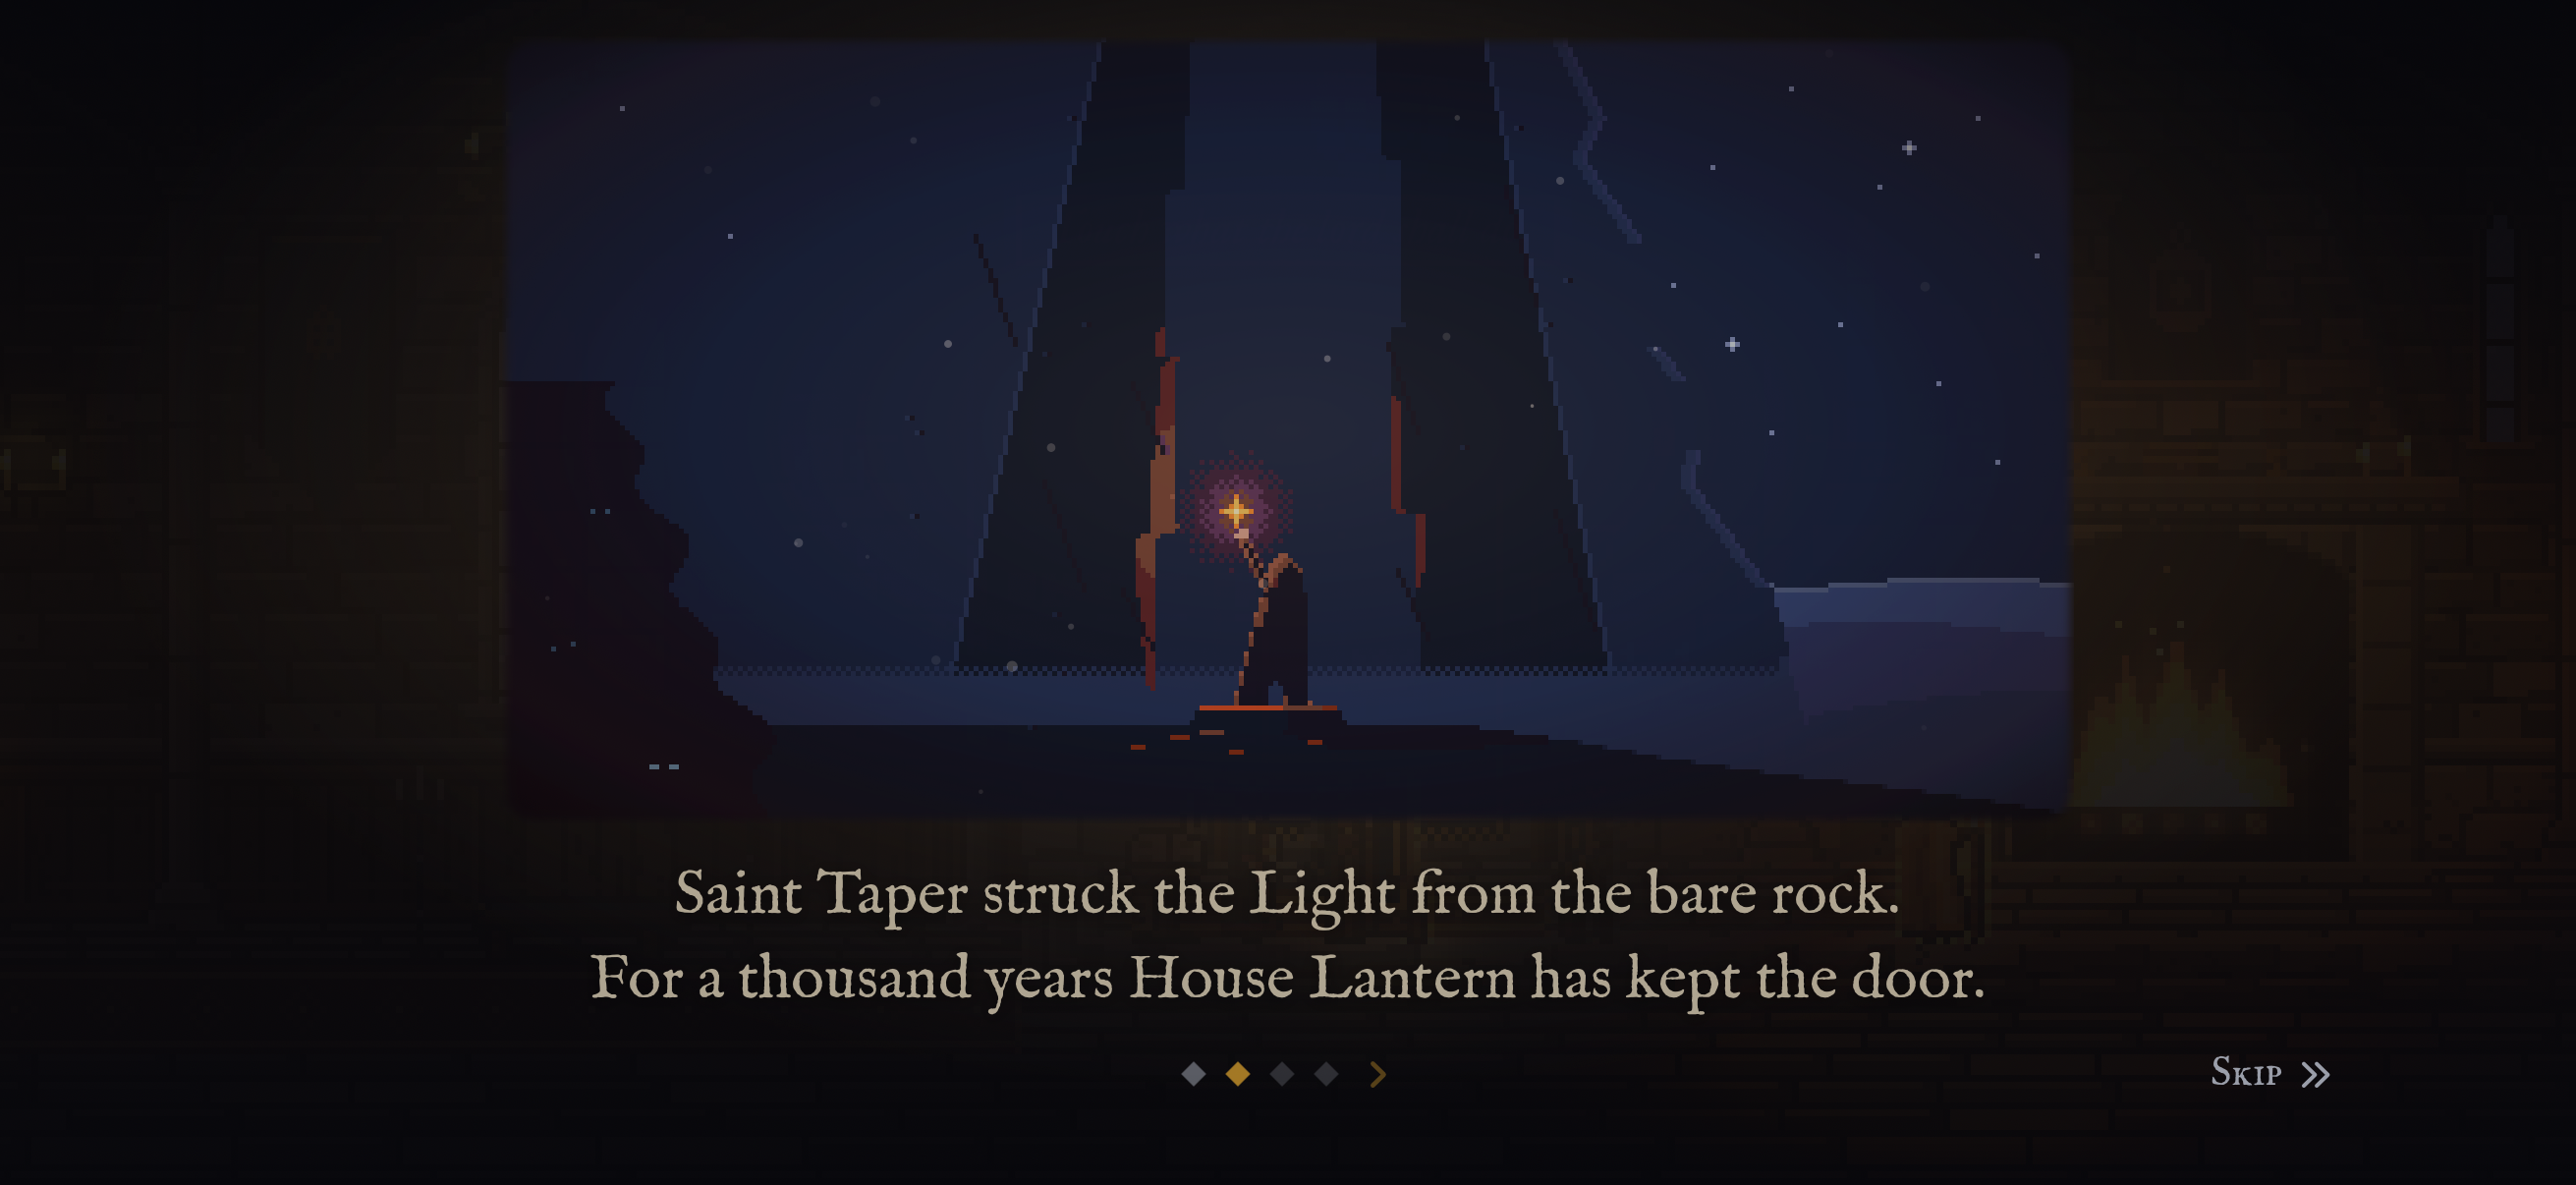 Saint Taper struck the Light from the bare rock.
For a thousand years House Lantern has kept the door.
Skip